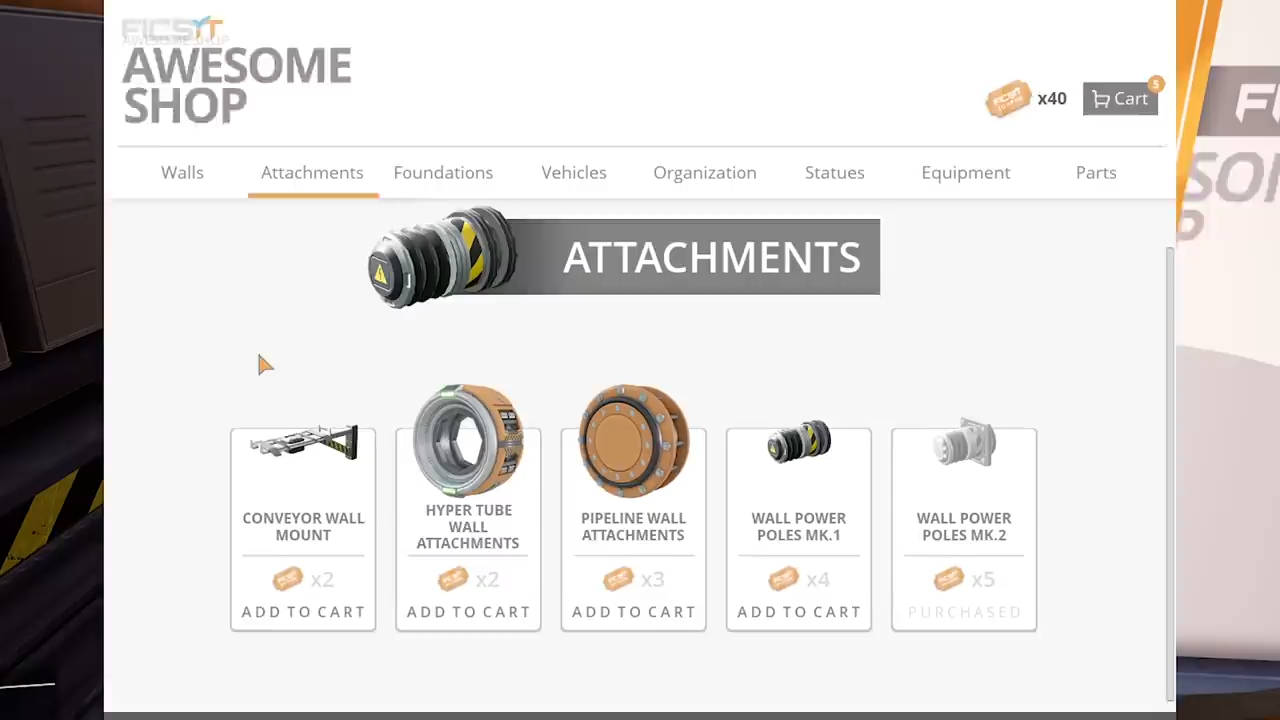 FICSIT
AWESOME SHOP
AWESOME
SHOP
x40
Cart
5
Walls
Attachments
Foundations
Vehicles
Organization
Statues
Equipment
Parts
ATTACHMENTS
CONVEYOR WALL
MOUNT
x2
ADD TO CART
HYPER TUBE
WALL
ATTACHMENTS
x2
ADD TO CART
PIPELINE WALL
ATTACHMENTS
x3
ADD TO CART
WALL POWER
POLES MK.1
x4
ADD TO CART
WALL POWER
POLES MK.2
x5
PURCHASED